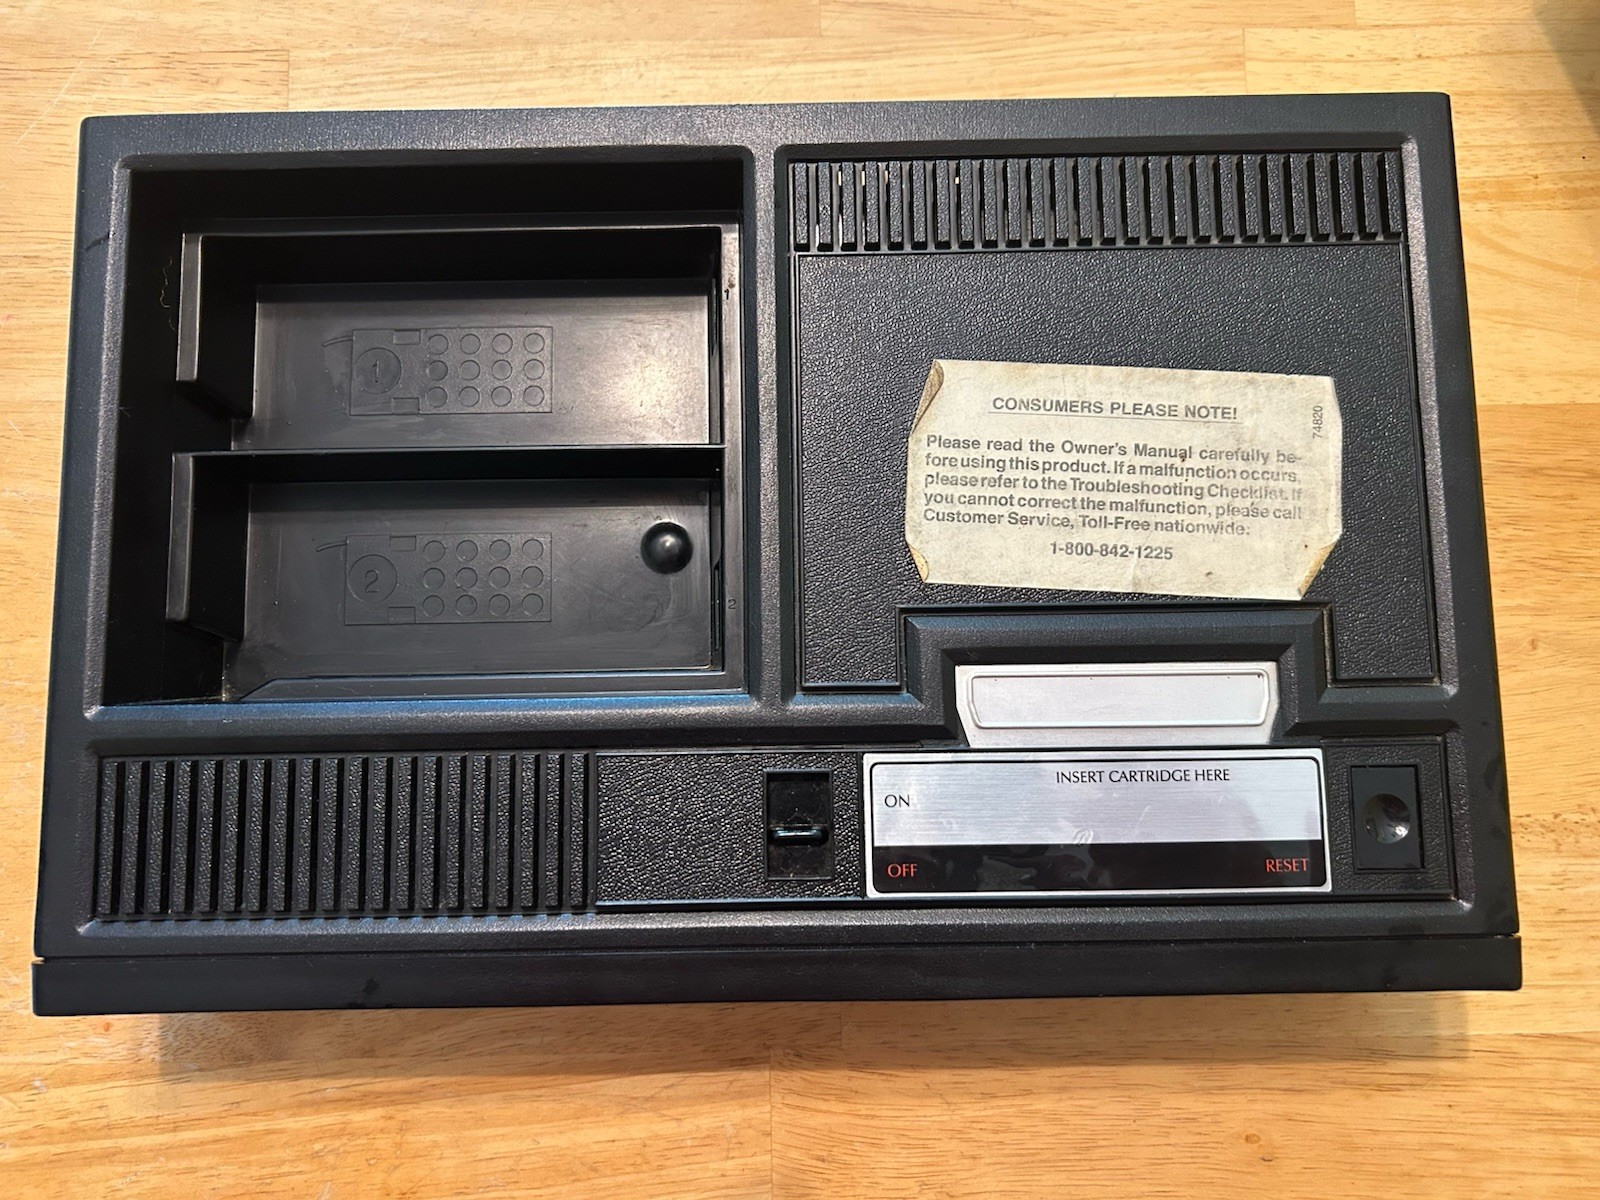 1
1
2
2
CONSUMERS PLEASE NOTE!
74820
Please read the Owner's Manual carefully be-
fore using this product. If a malfunction occurs,
please refer to the Troubleshooting Checklist. If
you cannot correct the malfunction, please call
Customer Service, Toll-Free nationwide:
1-800-842-1225
INSERT CARTRIDGE HERE
ON
OFF
RESET